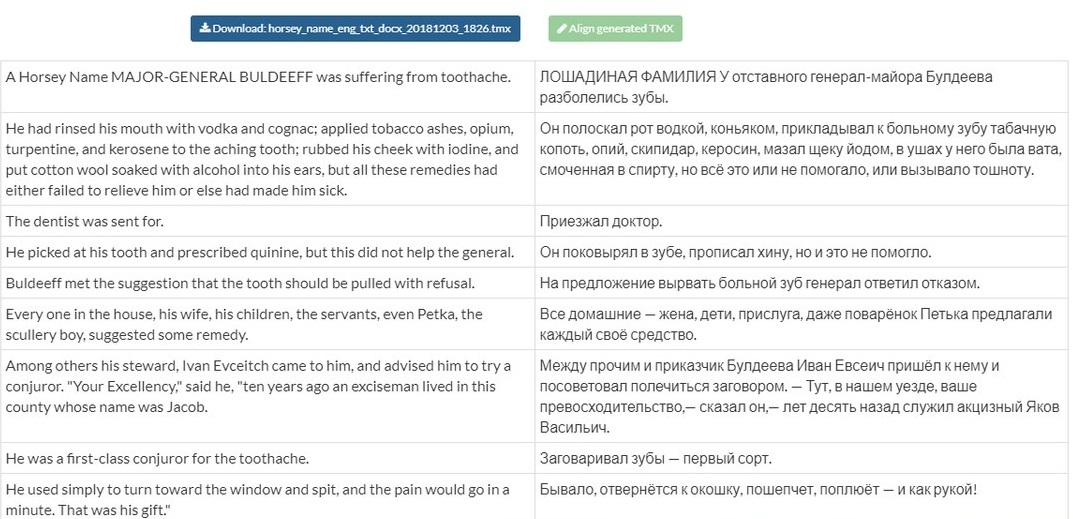 Download: horsey_name_eng_txt_docx_20181203_1826.tmx
Align generated TMX
A Horsey Name MAJOR-GENERAL BULDEEFF was suffering from toothache.
ЛОШАДИНАЯ ФАМИЛИЯ У отставного генерал-майора Булдеева
разболелись зубы.
He had rinsed his mouth with vodka and cognac; applied tobacco ashes, opium,
turpentine, and kerosene to the aching tooth; rubbed his cheek with iodine, and
put cotton wool soaked with alcohol into his ears, but all these remedies had
either failed to relieve him or else had made him sick.
Он полоскал рот водкой, коньяком, прикладывал к больному зубу табачную
копоть, опий, скипидар, керосин, мазал щеку йодом, в ушах у него была вата,
смоченная в спирту, но всё это или не помогало, или вызывало тошноту.
The dentist was sent for.
Приезжал доктор.
He picked at his tooth and prescribed quinine, but this did not help the general.
Он поковырял в зубе, прописал хину, но и это не помогло.
Buldeeff met the suggestion that the tooth should be pulled with refusal.
На предложение вырвать больной зуб генерал ответил отказом.
Every one in the house, his wife, his children, the servants, even Petka, the
scullery boy, suggested some remedy.
Все домашние — жена, дети, прислуга, даже поварёнок Петька предлагали
каждый своё средство.
Among others his steward, Ivan Evceitch came to him, and advised him to try a
conjuror. "Your Excellency," said he, "ten years ago an exciseman lived in this
county whose name was Jacob.
Между прочим и приказчик Булдеева Иван Евсеич пришёл к нему и
посоветовал полечиться заговором. — Тут, в нашем уезде, ваше
превосходительство,— сказал он,— лет десять назад служил акцизный Яков
Васильич.
He was a first-class conjuror for the toothache.
Заговаривал зубы — первый сорт.
He used simply to turn toward the window and spit, and the pain would go in a
minute. That was his gift."
Бывало, отвернётся к окошку, пошепчет, поплюёт — и как рукой!